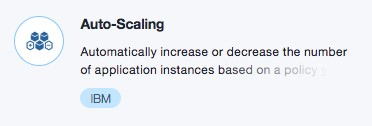 Auto-Scaling
Automatically increase or decrease the number
of application instances based on a policy
IBM